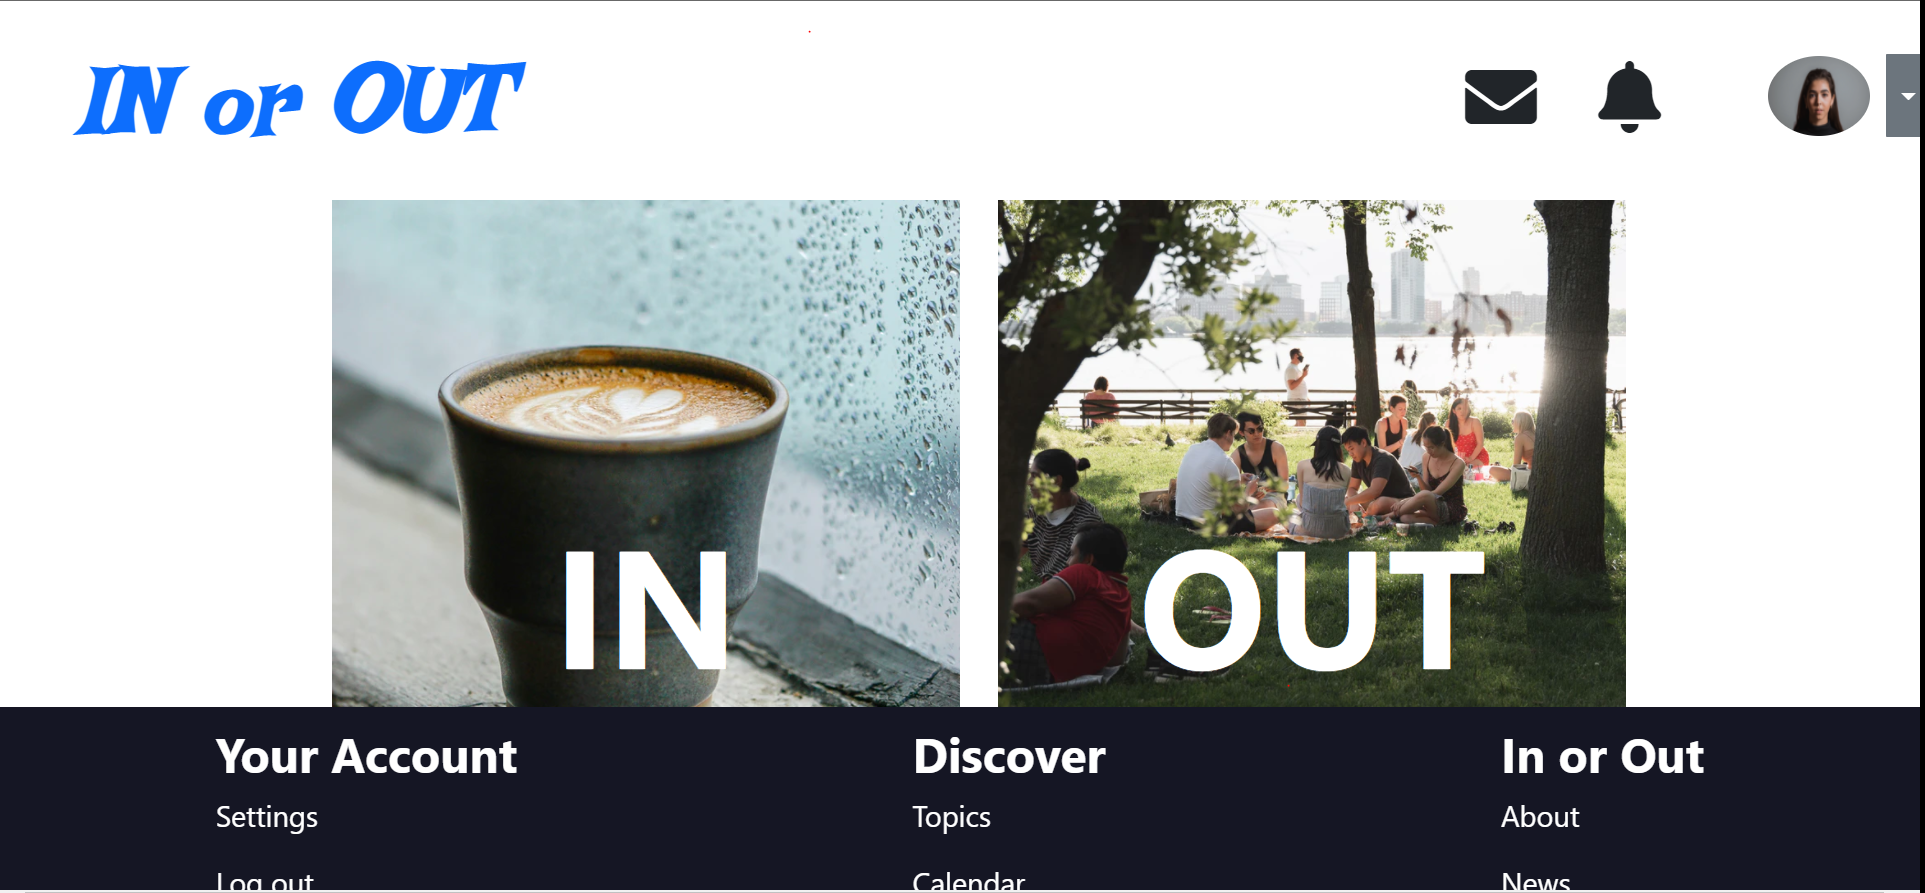 IN or OUT
IN
OUT
Your Account
Discover
In or Out
Settings
Topics
About
Log out
Calendar
News